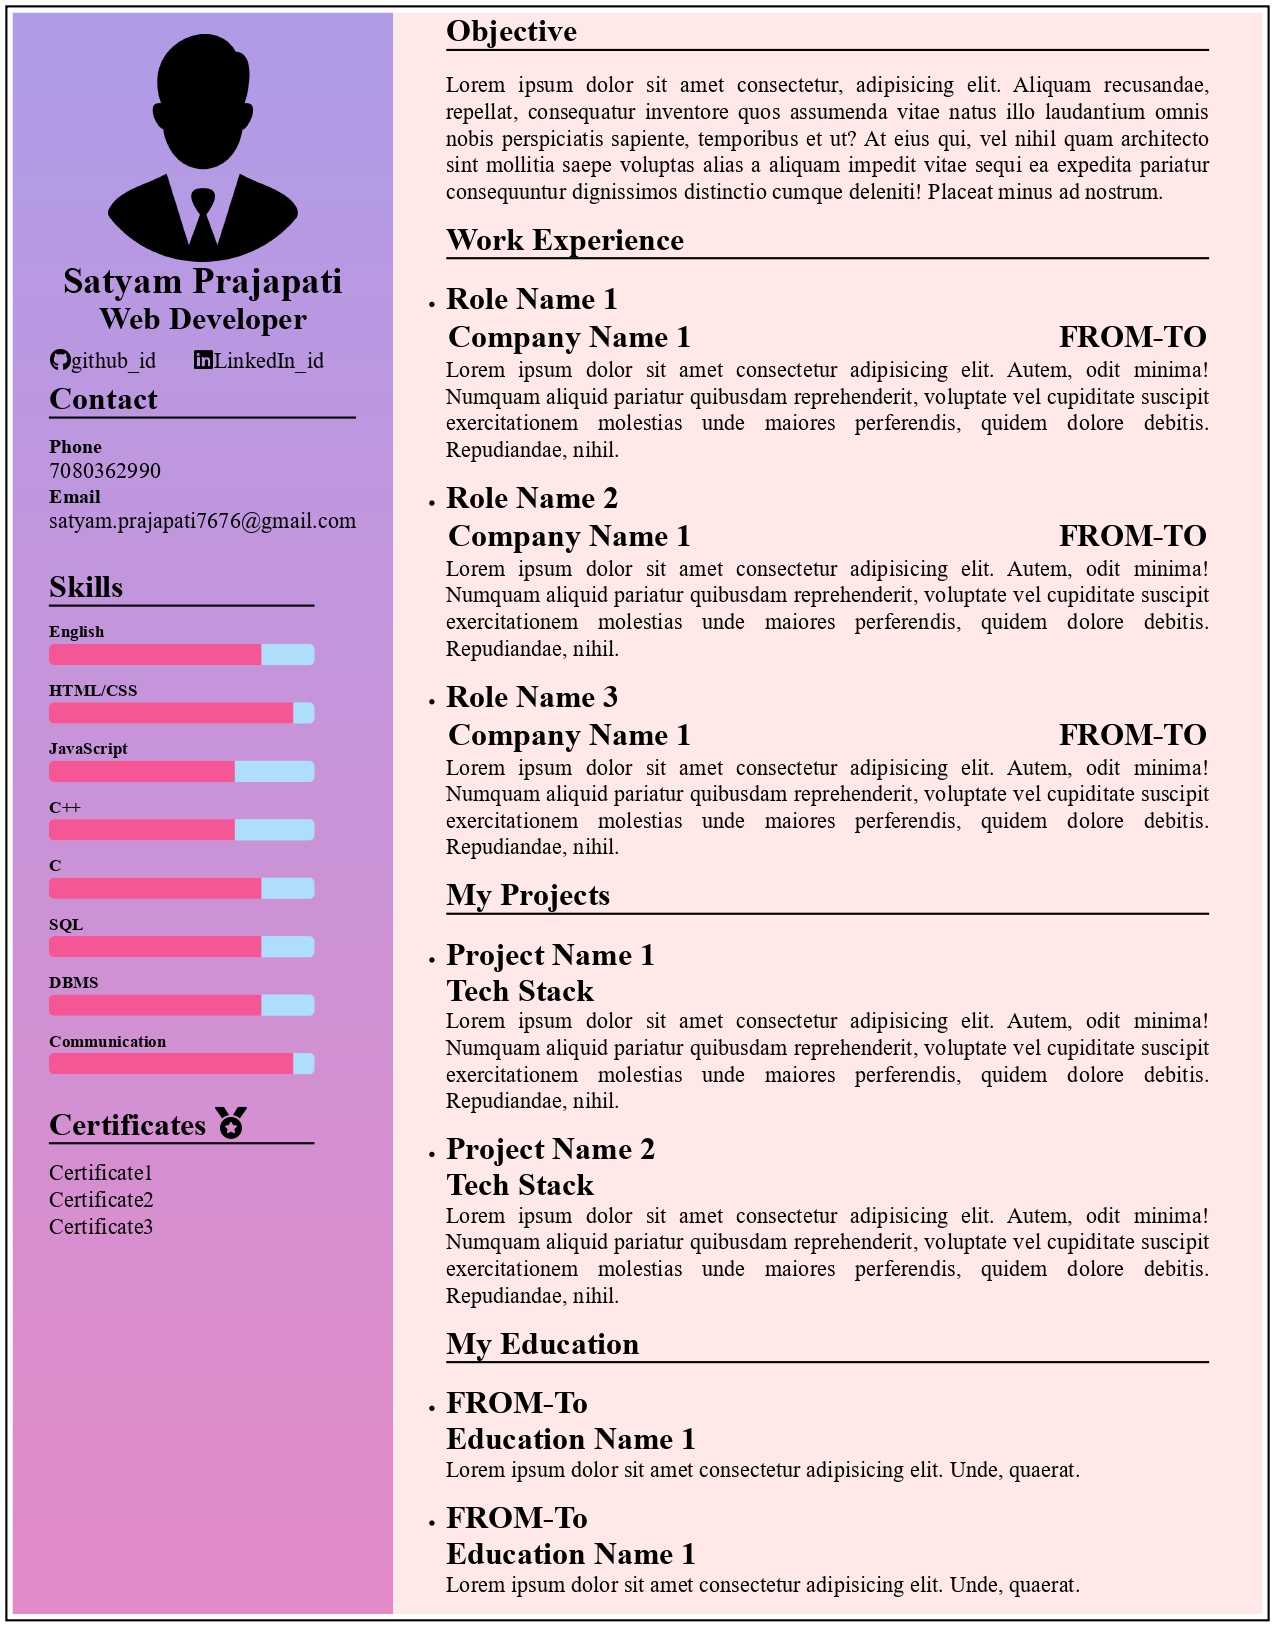 Satyam Prajapati
Web Developer
github_id LinkedIn_id
Contact
Phone
7080362990
Email
satyam.prajapati7676@gmail.com
Skills
English
HTML/CSS
JavaScript
C++
C
SQL
DBMS
Communication
Certificates
Certificate1
Certificate2
Certificate3
Objective
Lorem ipsum dolor sit amet consectetur, adipisicing elit. Aliquam recusandae,
repellat, consequatur inventore quos assumenda vitae natus illo laudantium omnis
nobis perspiciatis sapiente, temporibus et ut? At eius qui, vel nihil quam architecto
sint mollitia saepe voluptas alias a aliquam impedit vitae sequi ea expedita pariatur
consequuntur dignissimos distinctio cumque deleniti! Placeat minus ad nostrum.
Work Experience
• Role Name 1
Company Name 1 FROM-TO
Lorem ipsum dolor sit amet consectetur adipisicing elit. Autem, odit minima!
Numquam aliquid pariatur quibusdam reprehenderit, voluptate vel cupiditate suscipit
exercitationem molestias unde maiores perferendis, quidem dolore debitis.
Repudiandae, nihil.
• Role Name 2
Company Name 1 FROM-TO
Lorem ipsum dolor sit amet consectetur adipisicing elit. Autem, odit minima!
Numquam aliquid pariatur quibusdam reprehenderit, voluptate vel cupiditate suscipit
exercitationem molestias unde maiores perferendis, quidem dolore debitis.
Repudiandae, nihil.
• Role Name 3
Company Name 1 FROM-TO
Lorem ipsum dolor sit amet consectetur adipisicing elit. Autem, odit minima!
Numquam aliquid pariatur quibusdam reprehenderit, voluptate vel cupiditate suscipit
exercitationem molestias unde maiores perferendis, quidem dolore debitis.
Repudiandae, nihil.
My Projects
• Project Name 1
Tech Stack
Lorem ipsum dolor sit amet consectetur adipisicing elit. Autem, odit minima!
Numquam aliquid pariatur quibusdam reprehenderit, voluptate vel cupiditate suscipit
exercitationem molestias unde maiores perferendis, quidem dolore debitis.
Repudiandae, nihil.
• Project Name 2
Tech Stack
Lorem ipsum dolor sit amet consectetur adipisicing elit. Autem, odit minima!
Numquam aliquid pariatur quibusdam reprehenderit, voluptate vel cupiditate suscipit
exercitationem molestias unde maiores perferendis, quidem dolore debitis.
Repudiandae, nihil.
My Education
• FROM-To
Education Name 1
Lorem ipsum dolor sit amet consectetur adipisicing elit. Unde, quaerat.
• FROM-To
Education Name 1
Lorem ipsum dolor sit amet consectetur adipisicing elit. Unde, quaerat.